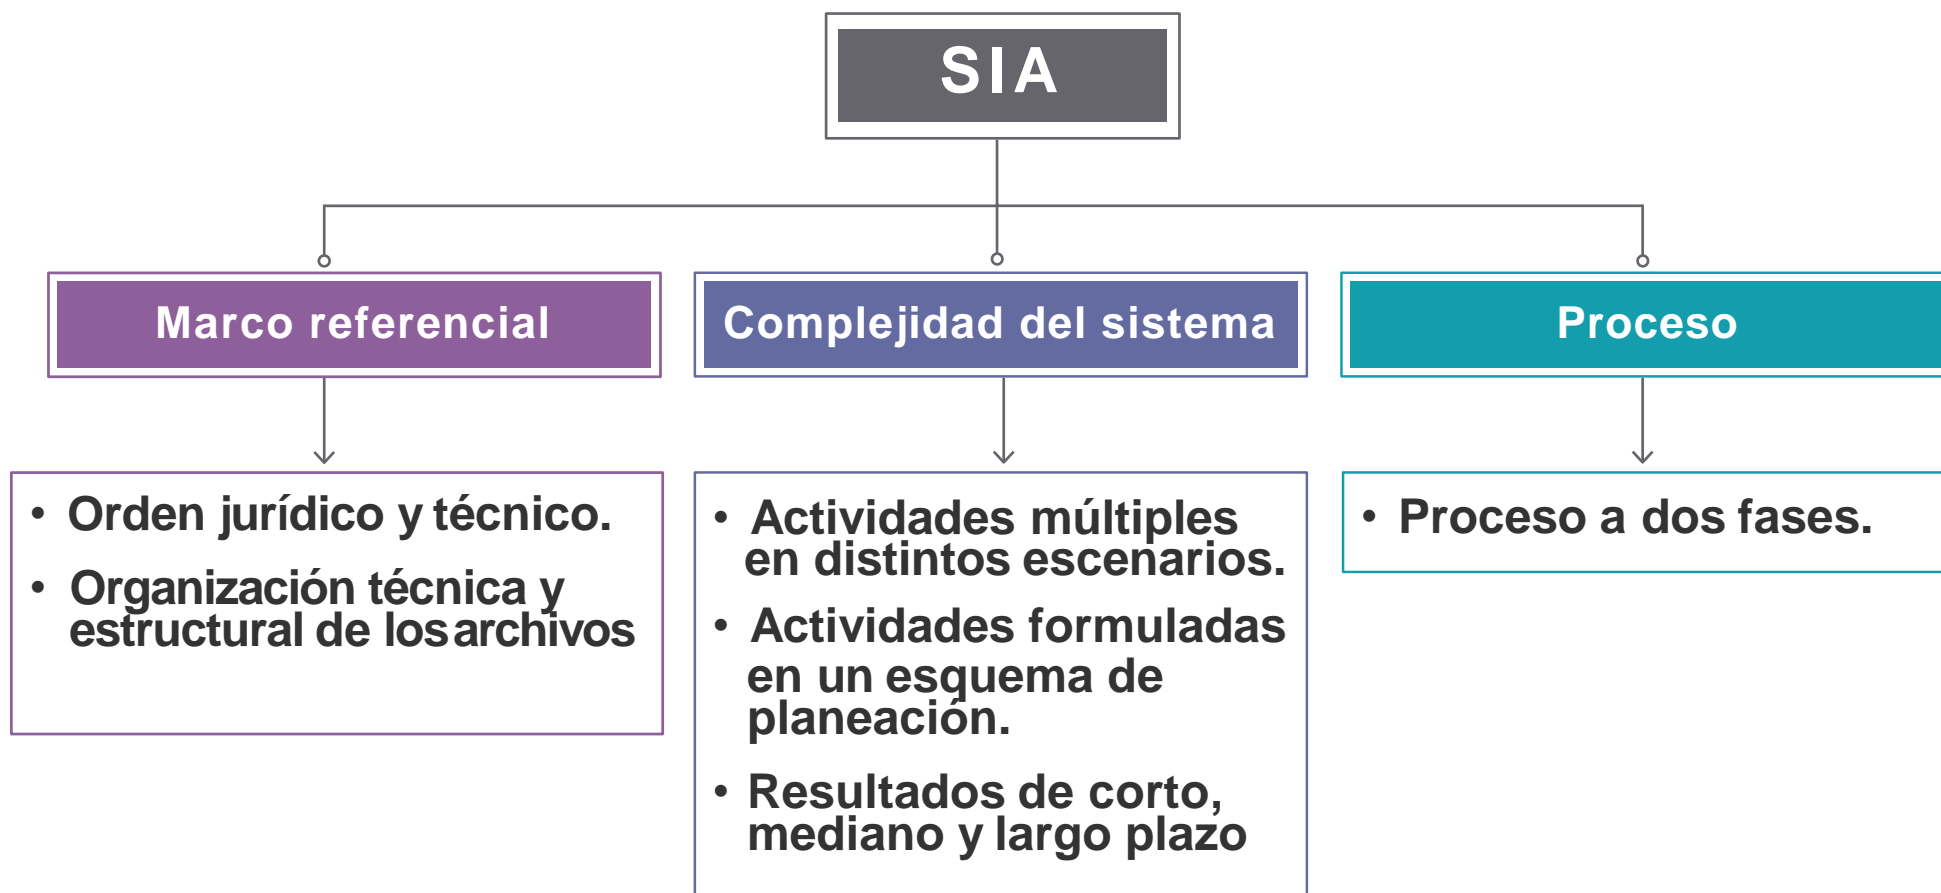 SIA
Marco referencial
Complejidad del sistema
Proceso
• Orden jurídico y técnico.
• Organización técnica y
estructural de los archivos
• Actividades múltiples
en distintos escenarios.
• Actividades formuladas
en un esquema de
planeación.
• Resultados de corto,
mediano y largo plazo
• Proceso a dos fases.